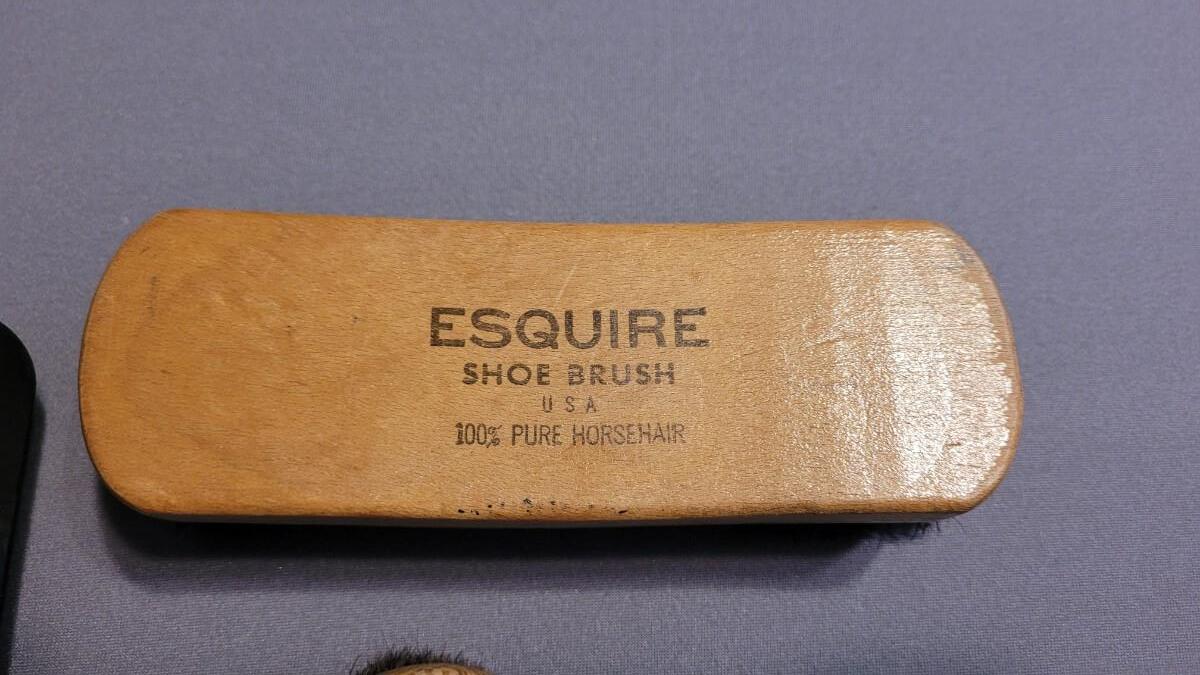 ESQUIRE
SHOE BRUSH
USA
100% PURE HORSEHAIR